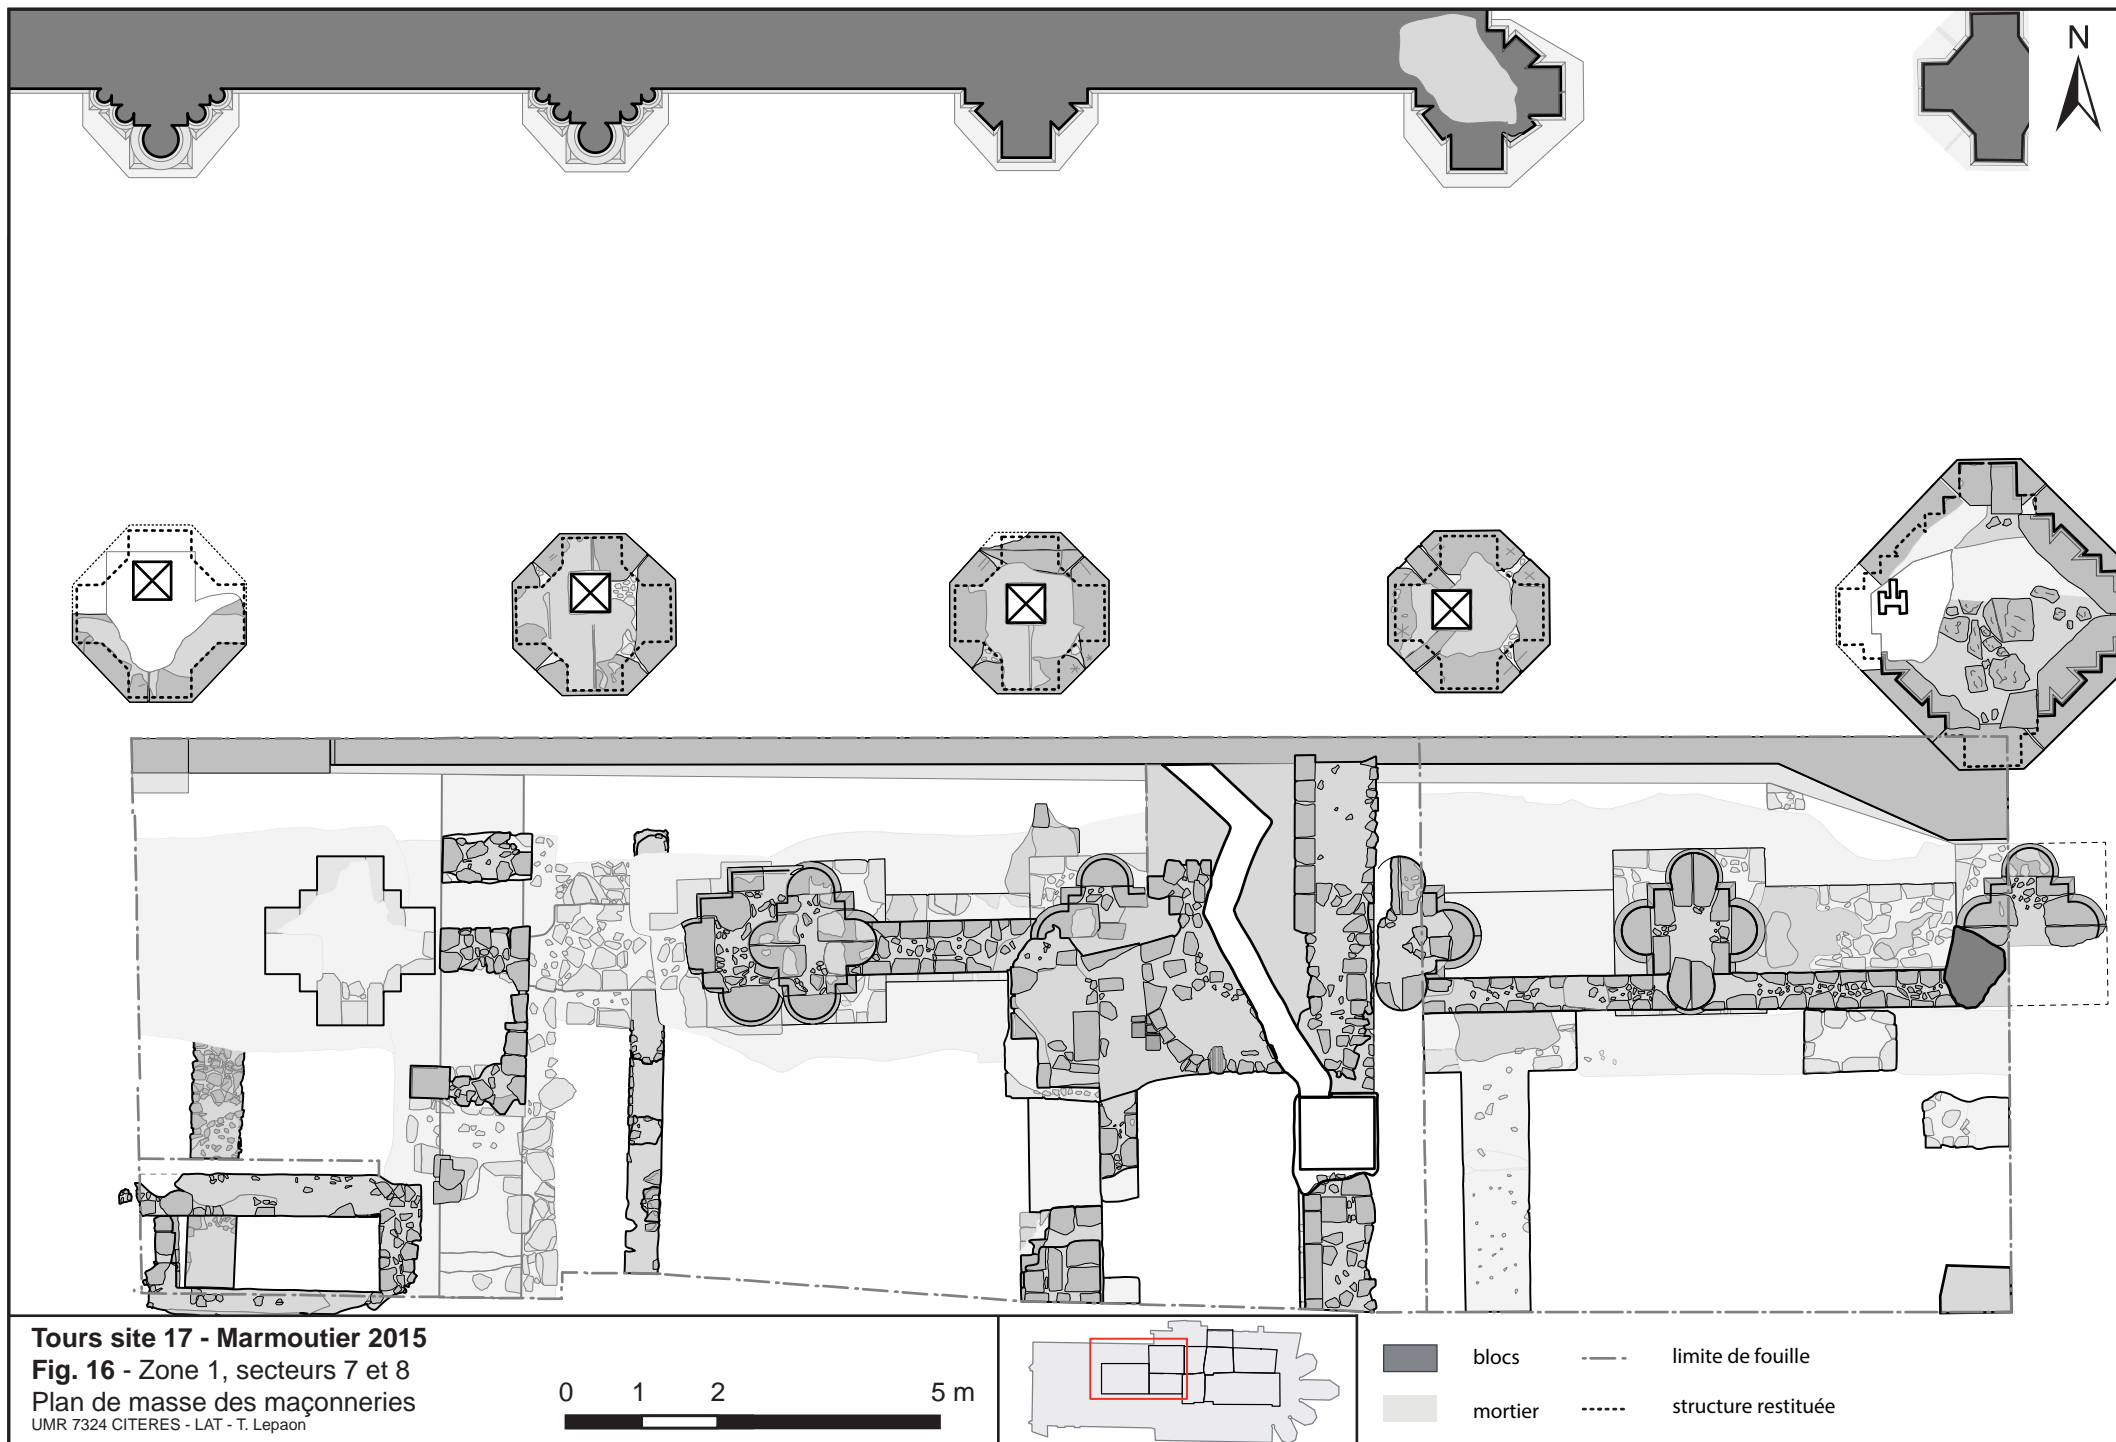 N
Tours site 17 - Marmoutier 2015
Fig. 16 - Zone 1, secteurs 7 et 8
Plan de masse des maçonneries
UMR 7324 CITERES - LAT - T. Lepaon
0 1 2 5 m
blocs
limite de fouille
mortier
structure restituée